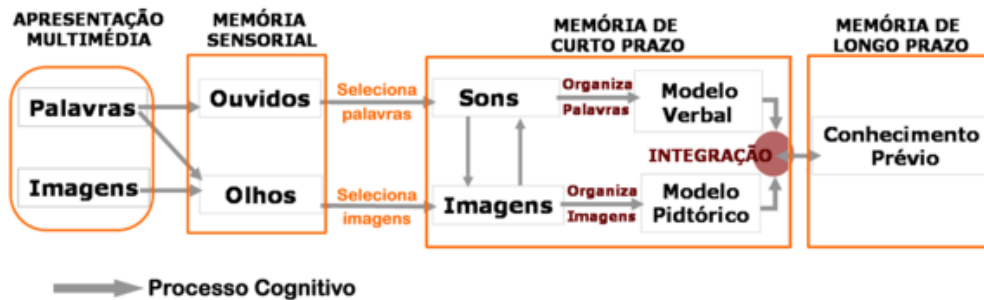 APRESENTAÇÃO
MULTIMÉDIA
MEMÓRIA
SENSORIAL
MEMÓRIA DE
CURTO PRAZO
MEMÓRIA DE
LONGO PRAZO
Palavras
Imagens
Ouvidos
Olhos
Seleciona
palavras
Seleciona
imagens
Sons
Imagens
Organiza
Palavras
Organiza
Imagens
Modelo
Verbal
INTEGRAÇÃO
Modelo
Pidtórico
Conhecimento
Prévio
Processo Cognitivo